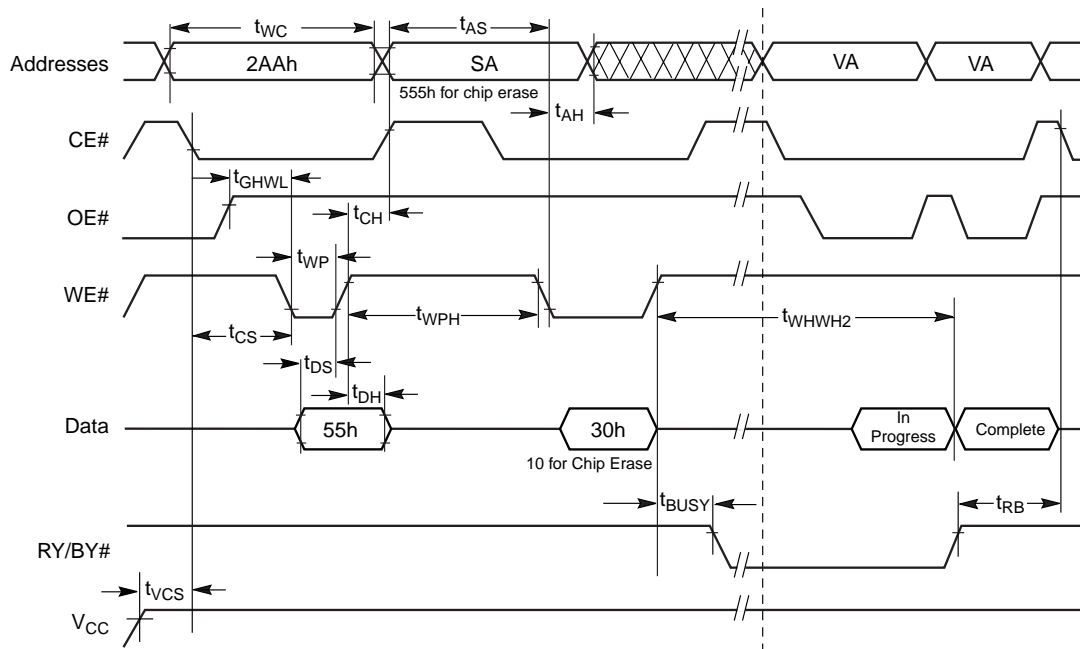 tWC
tAS
Addresses
2AAh
SA
VA
VA
555h for chip erase
tAH
CE#
tGHWL
OE#
tCH
tWP
WE#
tWPH
tWHWH2
tCS
tDS
tDH
Data
55h
30h
In
Progress
Complete
10 for Chip Erase
tBUSY
tRB
RY/BY#
tVCS
VCC